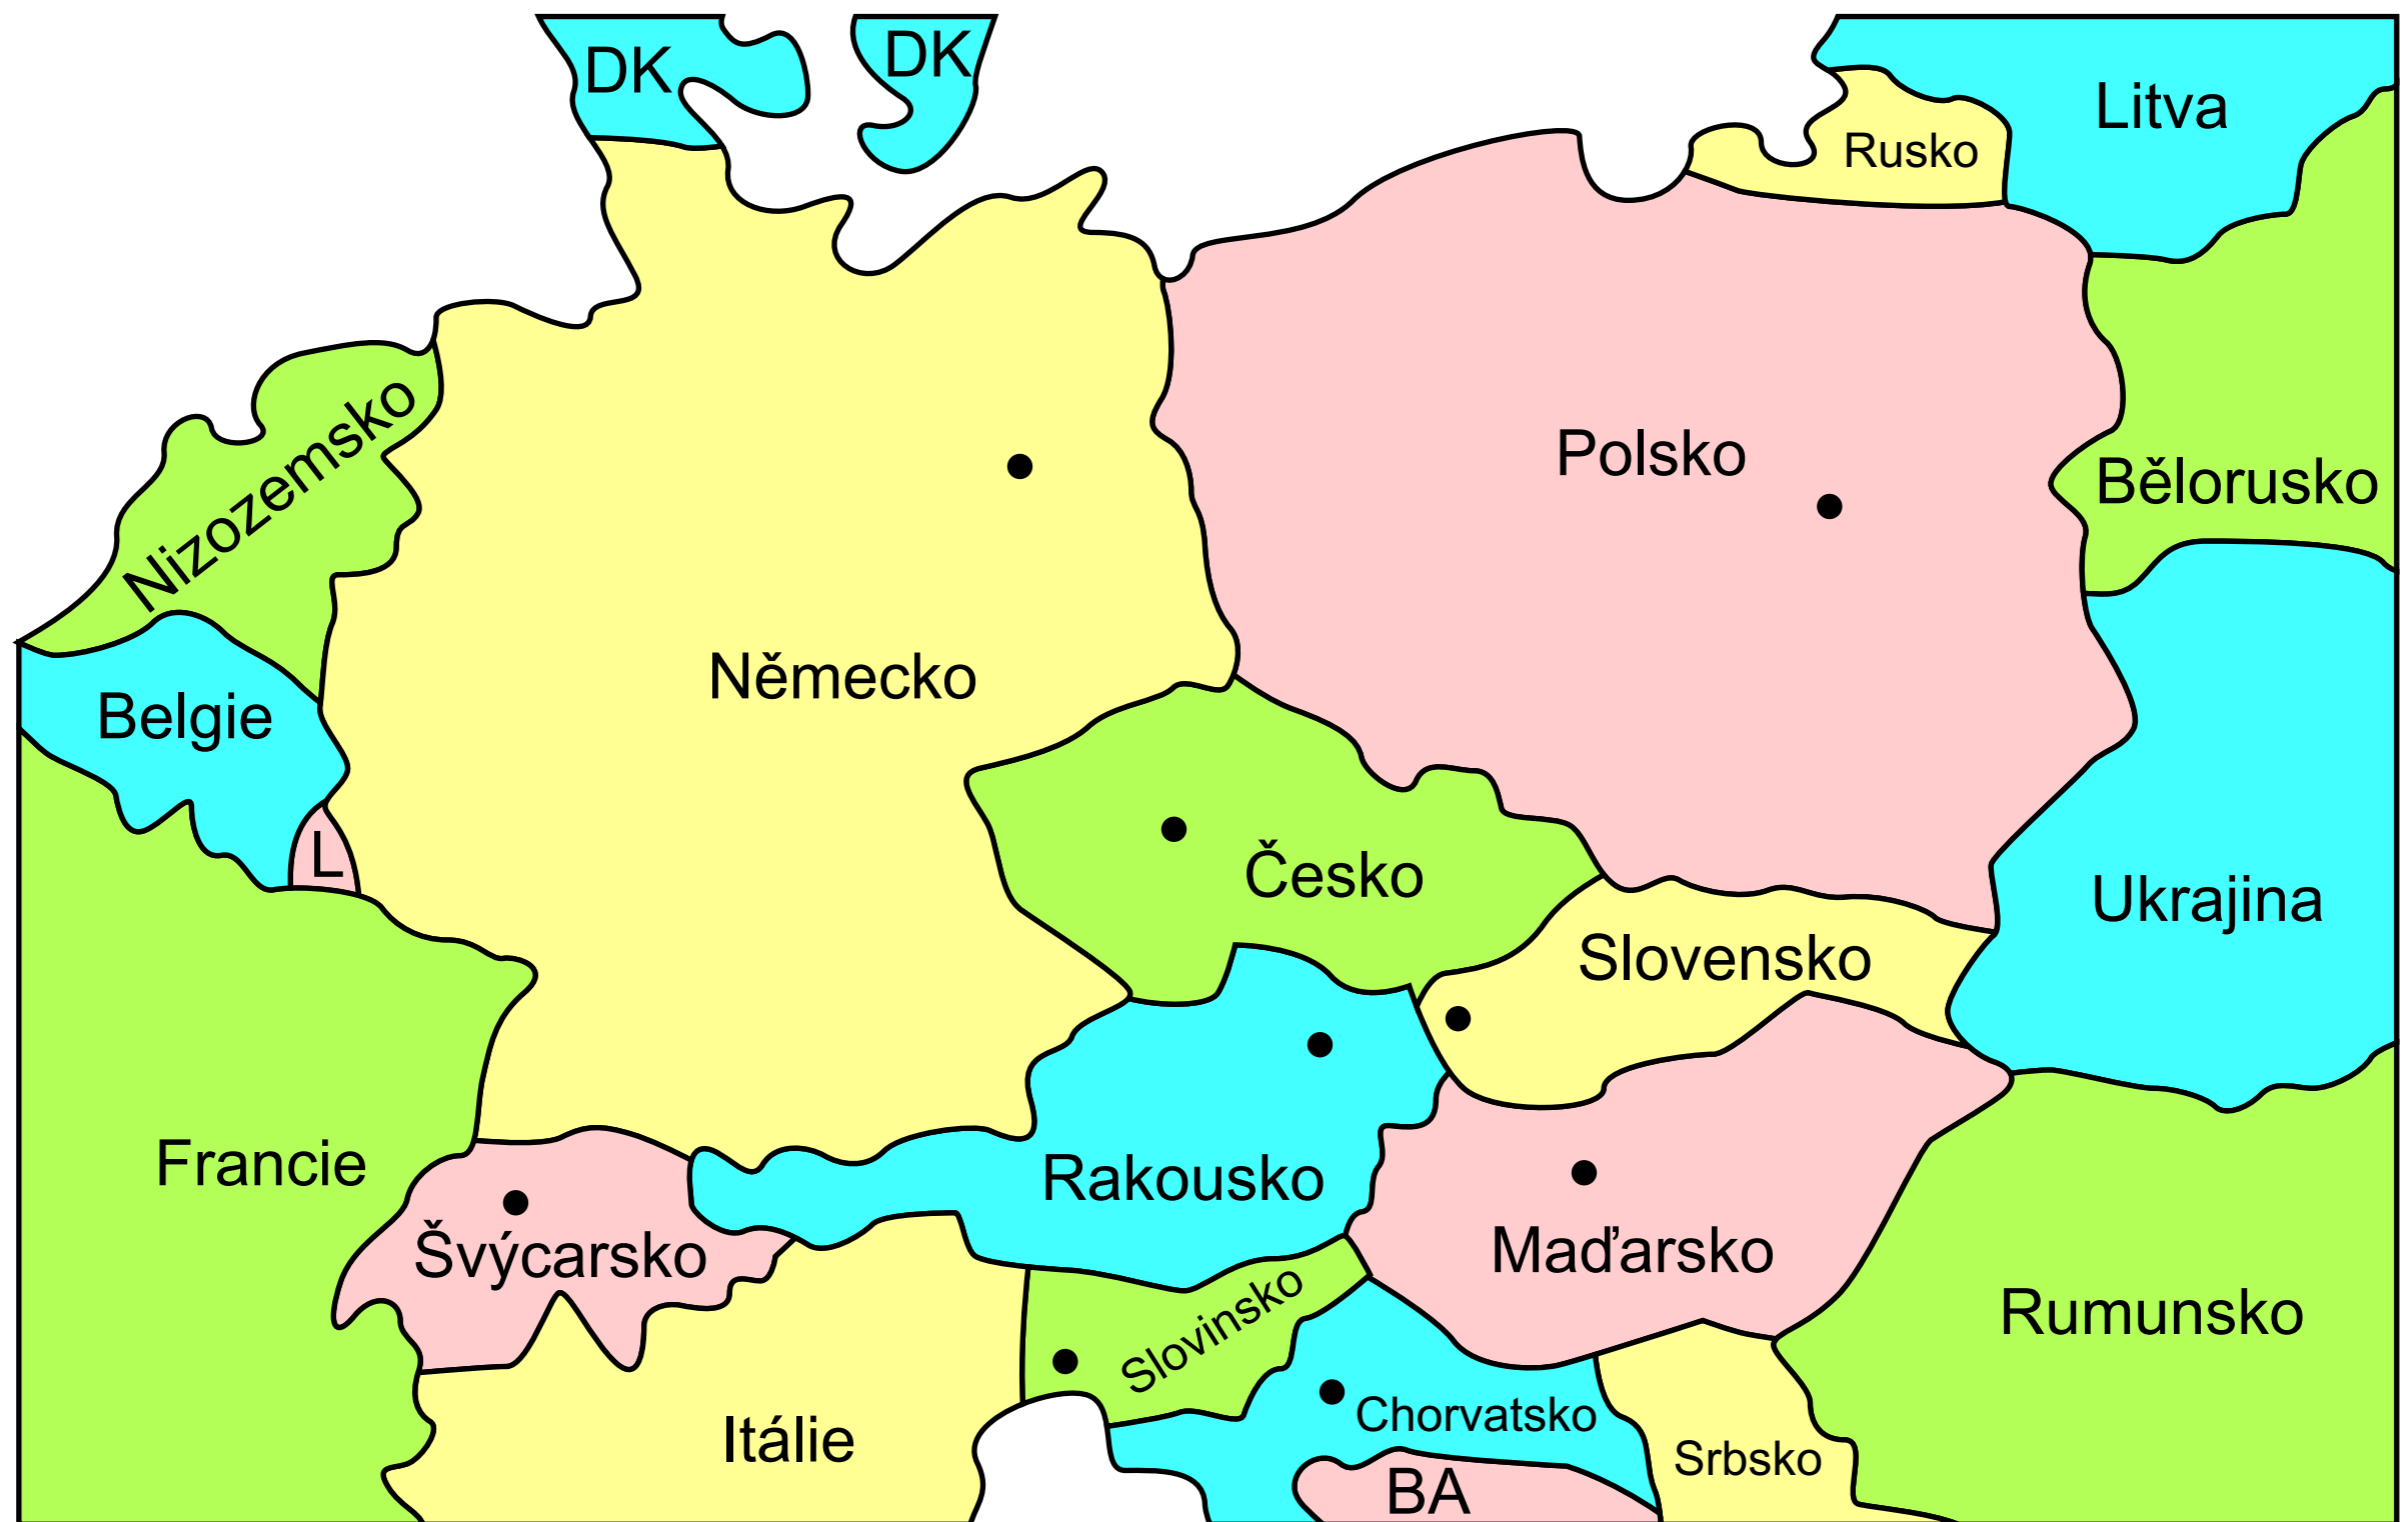 DK
DK
Litva
Rusko
Nizozemsko
Polsko
Bělorusko
Německo
Belgie
L
Česko
Ukrajina
Slovensko
Francie
Rakousko
Švýcarsko
Maďarsko
Slovinsko
Rumunsko
Chorvatsko
Itálie
Srbsko
BA